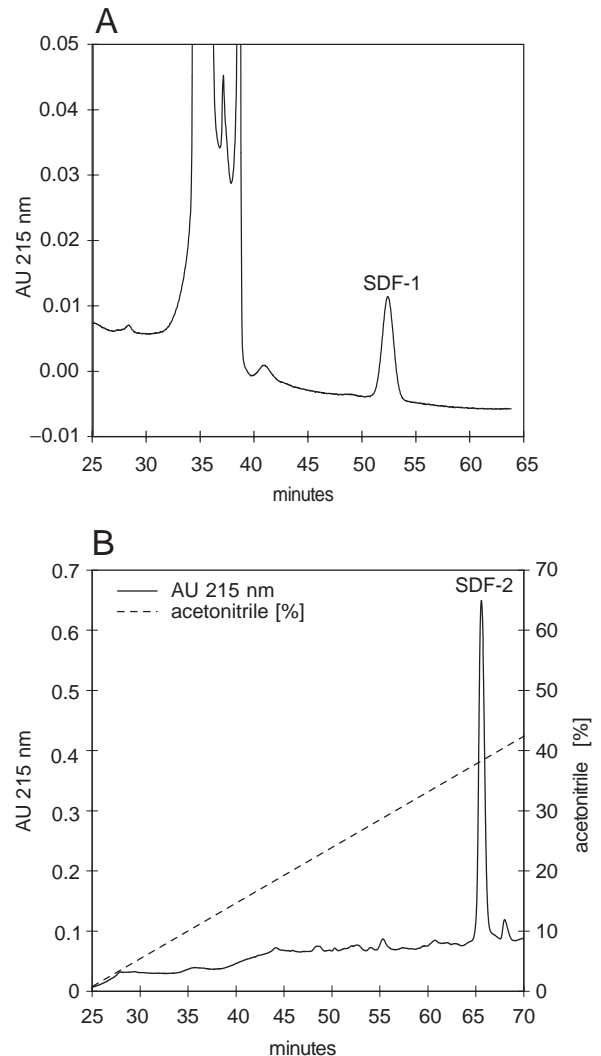 A
0.05
0.04
0.03
0.02
0.01
0.00
–0.01
AU 215 nm
SDF-1
25 30 35 40 45 50 55 60 65
minutes
B
AU 215 nm
acetonitrile [%]
SDF-2
0.7
0.6
0.5
0.4
0.3
0.2
0.1
0
AU 215 nm
70
60
50
40
30
20
10
0
acetonitrile [%]
25 30 35 40 45 50 55 60 65 70
minutes